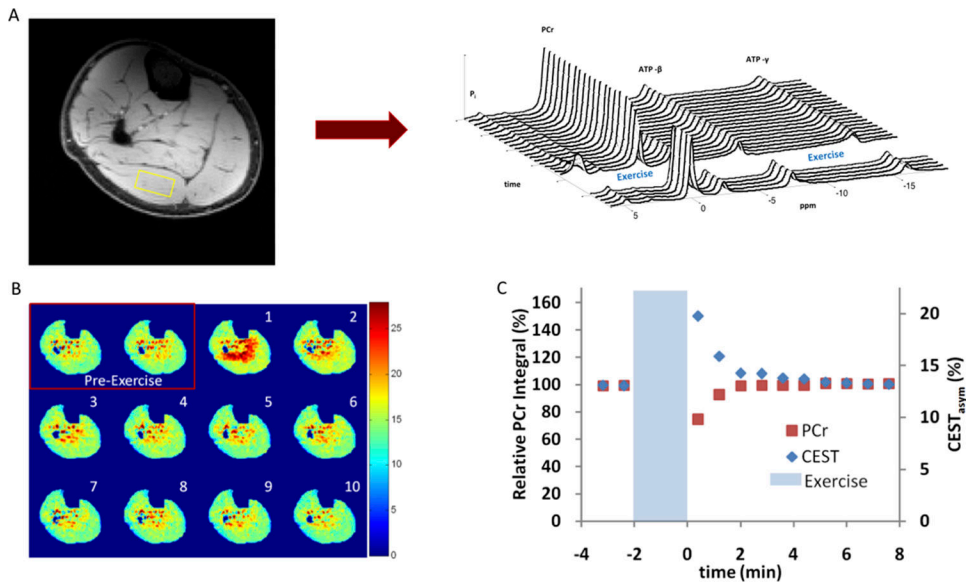 A
PCr
ATP -β
ATP -γ
Pi
Exercise
Exercise
time
5
0
-5
-10
-15
ppm
B
Pre-Exercise
1
2
3
4
5
6
7
8
9
10
25
20
15
10
5
0
C
Relative PCr Integral (%)
160
140
120
100
80
60
40
20
0
20
15
10
5
0
CESTasym (%)
PCr
CEST
Exercise
-4
-2
0
2
4
6
8
time (min)